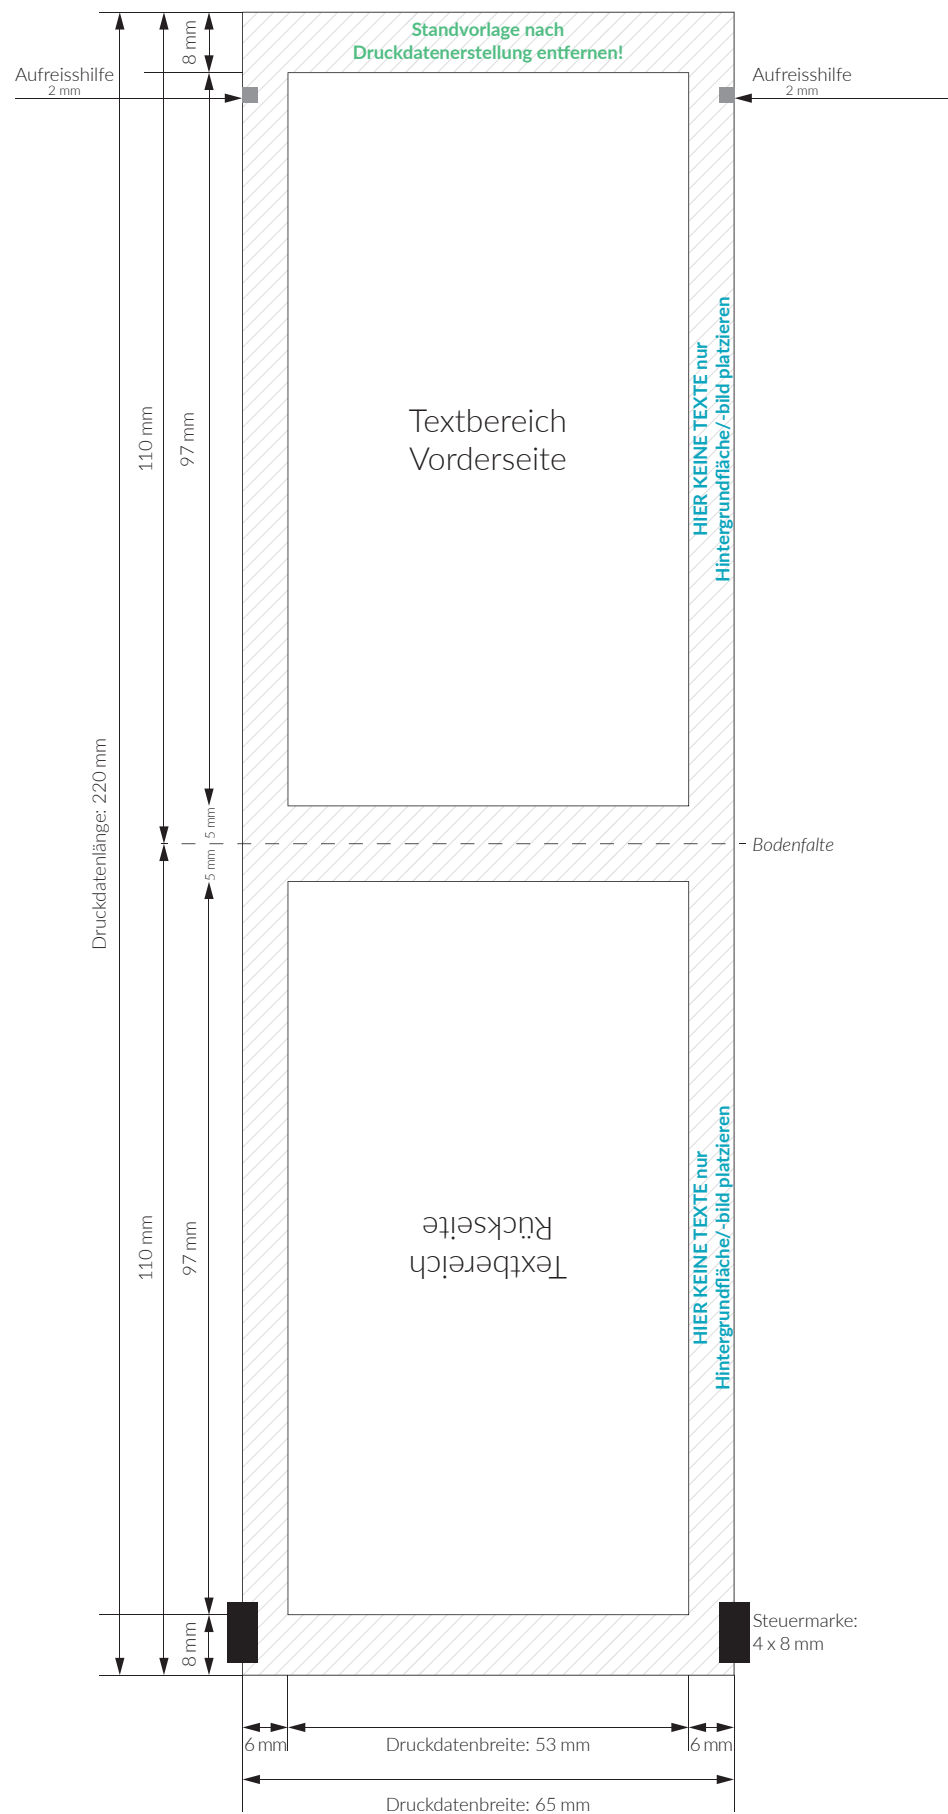 Standvorlage nach
Druckdatenerstellung entfernen!
8 mm
Aufreisshilfe
2 mm
Aufreisshilfe
2 mm
110 mm
97 mm
Textbereich
Vorderseite
HIER KEINE TEXTE nur
Hintergrundfläche/-bild platzieren
Druckdatenlänge: 220 mm
5 mm
5 mm
Bodenfalte
110 mm
97 mm
Textbereich
Rückseite
HIER KEINE TEXTE nur
Hintergrundfläche/-bild platzieren
8 mm
Steuermarke:
4 x 8 mm
6 mm
Druckdatenbreite: 53 mm
6 mm
Druckdatenbreite: 65 mm